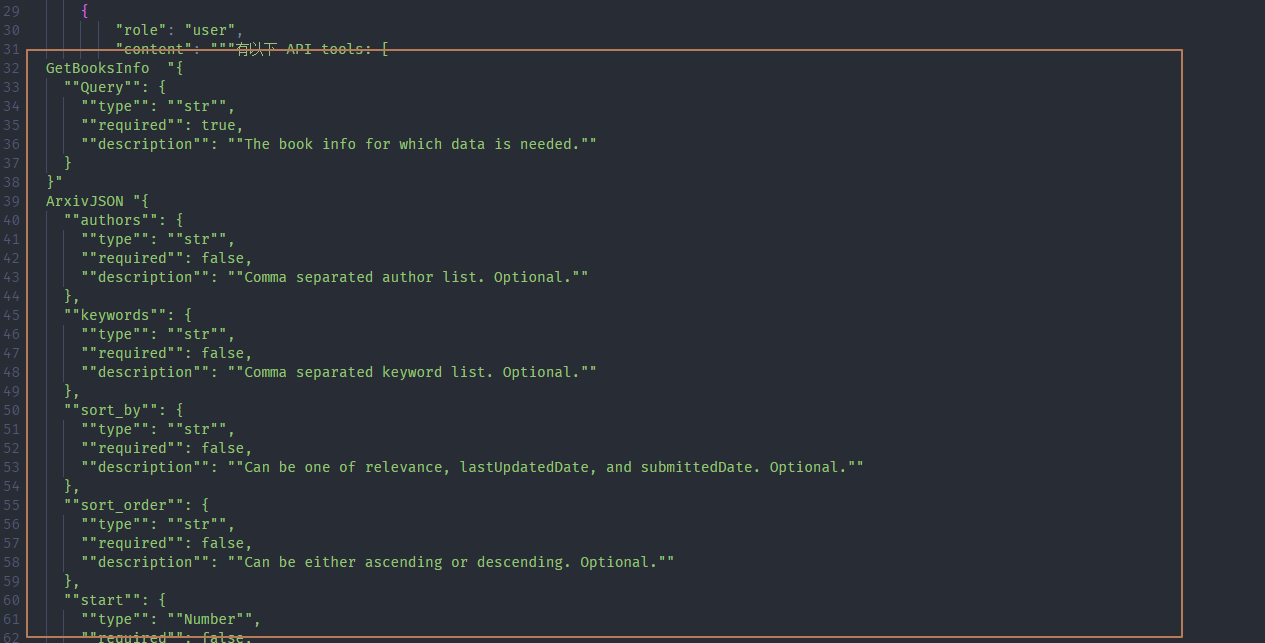 29 {
30 "role": "user",
31 "content": """有以下 API tools: [
32 GetBooksInfo  "{
33 ""Query"": {
34 ""type"": ""str"",
35 ""required"": true,
36 ""description"": ""The book info for which data is needed.""
37 }
38 }"
39 ArxivJSON "{
40 ""authors"": {
41 ""type"": ""str"",
42 ""required"": false,
43 ""description"": ""Comma separated author list. Optional.""
44 },
45 ""keywords"": {
46 ""type"": ""str"",
47 ""required"": false,
48 ""description"": ""Comma separated keyword list. Optional.""
49 },
50 ""sort_by"": {
51 ""type"": ""str"",
52 ""required"": false,
53 ""description"": ""Can be one of relevance, lastUpdatedDate, and submittedDate. Optional.""
54 },
55 ""sort_order"": {
56 ""type"": ""str"",
57 ""required"": false,
58 ""description"": ""Can be either ascending or descending. Optional.""
59 },
60 ""start"": {
61 ""type"": ""Number"",
62 ""required"": false,